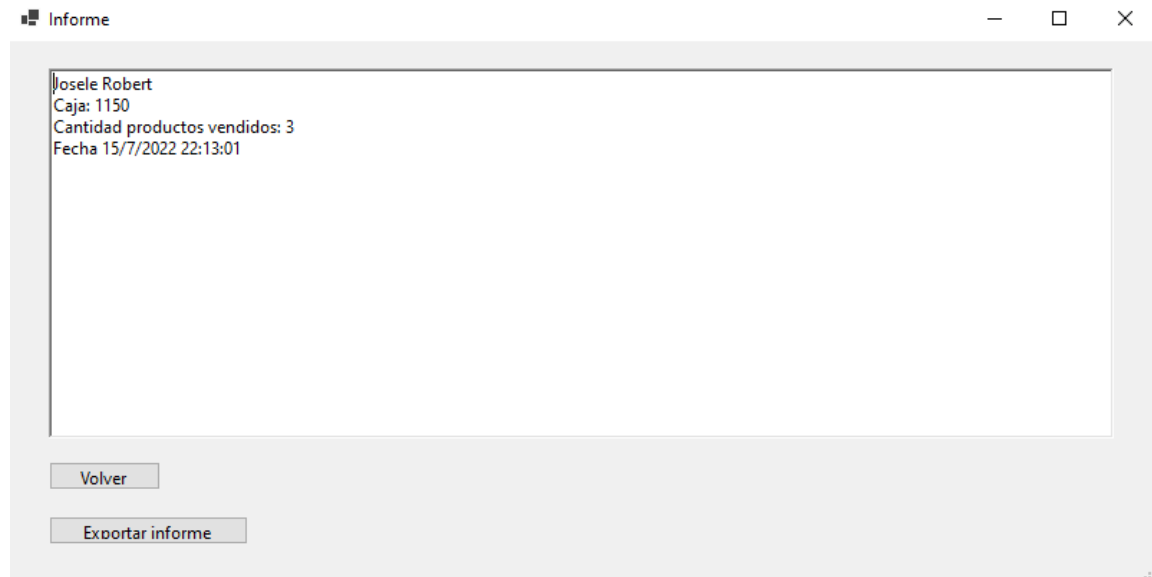 Informe
Josele Robert
Caja: 1150
Cantidad productos vendidos: 3
Fecha 15/7/2022 22:13:01
Volver
Exportar informe